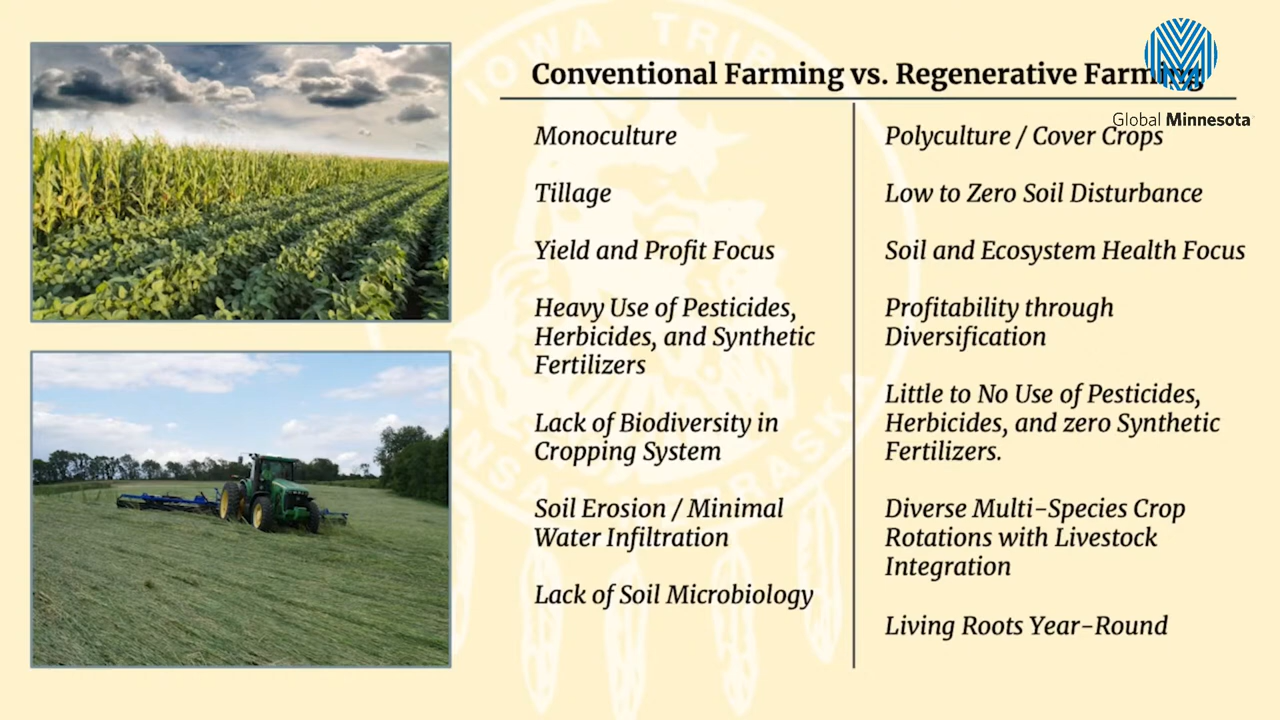 IOWA TRIBE
Conventional Farming vs. Regenerative Farming
Global Minnesota
Monoculture
Tillage
Yield and Profit Focus
Heavy Use of Pesticides,
Herbicides, and Synthetic
Fertilizers
Lack of Biodiversity in
Cropping System
Soil Erosion / Minimal
Water Infiltration
Lack of Soil Microbiology
Polyculture / Cover Crops
Low to Zero Soil Disturbance
Soil and Ecosystem Health Focus
Profitability through
Diversification
Little to No Use of Pesticides,
Herbicides, and zero Synthetic
Fertilizers.
Diverse Multi-Species Crop
Rotations with Livestock
Integration
Living Roots Year-Round